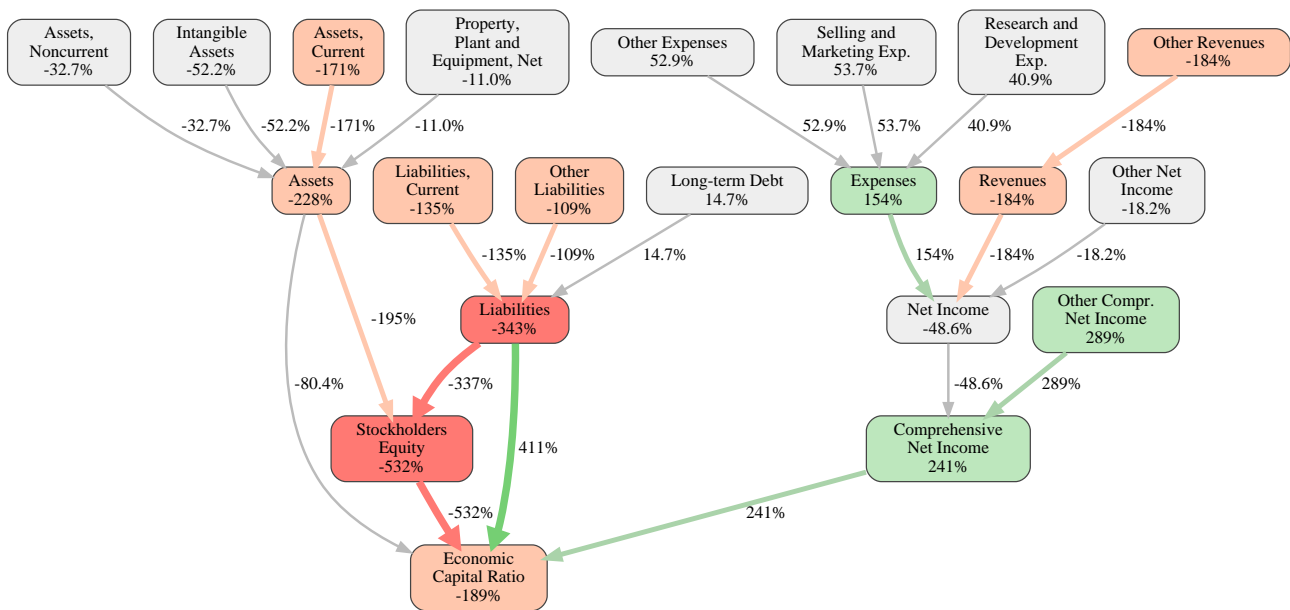 Assets,
Noncurrent
-32.7%
Intangible
Assets
-52.2%
Assets,
Current
-171%
Property,
Plant and
Equipment, Net
-11.0%
Other Expenses
52.9%
Selling and
Marketing Exp.
53.7%
Research and
Development
Exp.
40.9%
Other Revenues
-184%
-32.7%
-52.2%
-171%
-11.0%
52.9%
53.7%
40.9%
-184%
Assets
-228%
Liabilities,
Current
-135%
Other
Liabilities
-109%
Long-term Debt
14.7%
Expenses
154%
Revenues
-184%
Other Net
Income
-18.2%
-135%
-109%
14.7%
154%
-184%
-18.2%
-195%
Liabilities
-343%
Net Income
-48.6%
Other Compr.
Net Income
289%
-80.4%
-337%
-48.6%
289%
Stockholders
Equity
-532%
411%
Comprehensive
Net Income
241%
-532%
241%
Economic
Capital Ratio
-189%